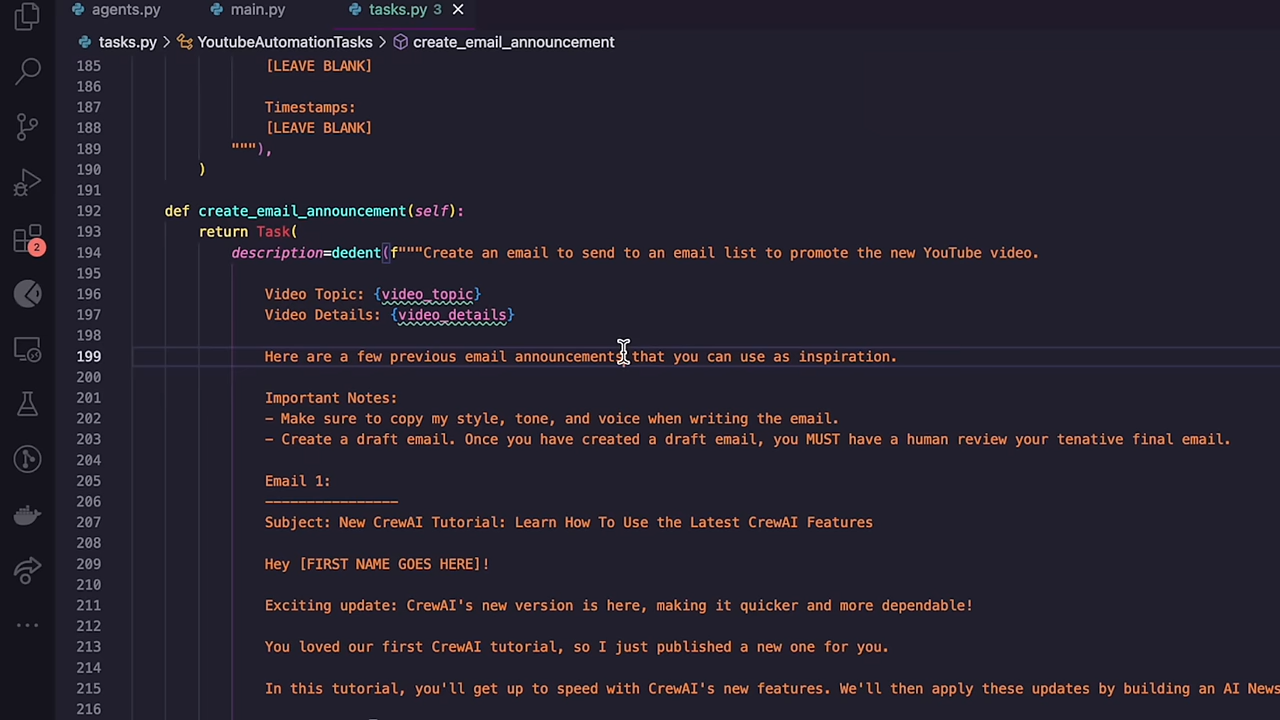 agents.py main.py tasks.py 3
tasks.py > YoutubeAutomationTasks > create_email_announcement
185 [LEAVE BLANK]
186
187 Timestamps:
188 [LEAVE BLANK]
189 """),
190 )
191
192 def create_email_announcement(self):
193 return Task(
194 description=dedent(f"""Create an email to send to an email list to promote the new YouTube video.
195
196 Video Topic: {video_topic}
197 Video Details: {video_details}
198
199 Here are a few previous email announcements that you can use as inspiration.
200
201 Important Notes:
202 - Make sure to copy my style, tone, and voice when writing the email.
203 - Create a draft email. Once you have created a draft email, you MUST have a human review your tenative final email.
204
205 Email 1:
206 ----------------
207 Subject: New CrewAI Tutorial: Learn How To Use the Latest CrewAI Features
208
209 Hey [FIRST NAME GOES HERE]!
210
211 Exciting update: CrewAI's new version is here, making it quicker and more dependable!
212
213 You loved our first CrewAI tutorial, so I just published a new one for you.
214
215 In this tutorial, you'll get up to speed with CrewAI's new features. We'll then apply these updates by building an AI News
216
2